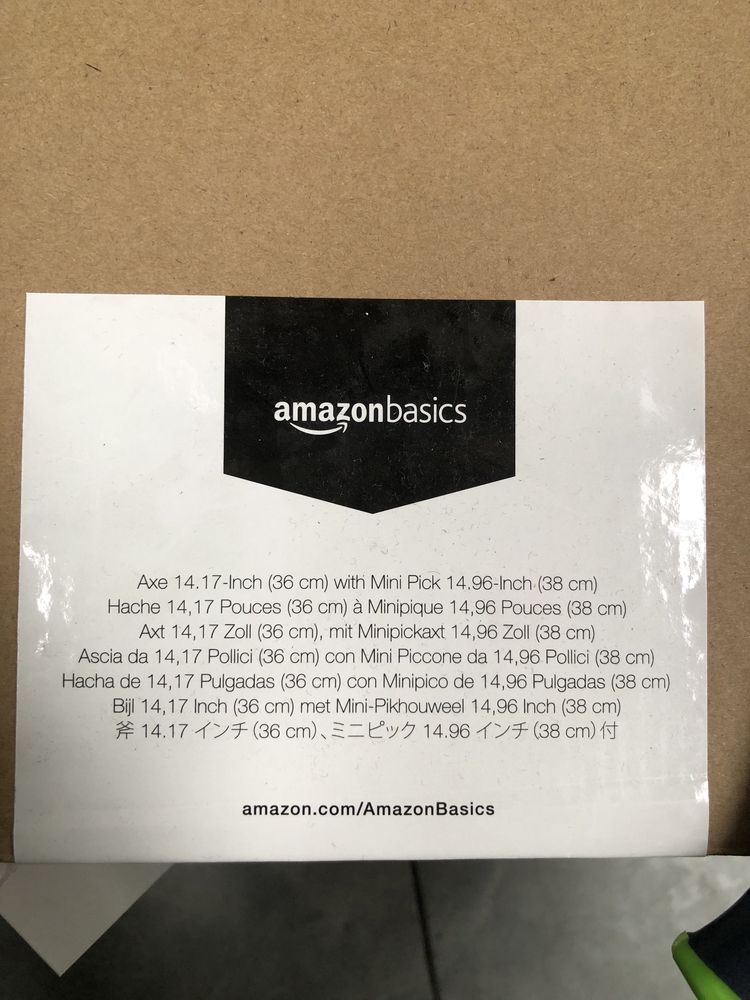 amazonbasics
Axe 14.17-Inch (36 cm) with Mini Pick 14.96-Inch (38 cm)
Hache 14,17 Pouces (36 cm) à Minipique 14,96 Pouces (38 cm)
Axt 14,17 Zoll (36 cm), mit Minipickaxt 14,96 Zoll (38 cm)
Ascia da 14,17 Pollici (36 cm) con Mini Piccone da 14,96 Pollici (38 cm)
Hacha de 14,17 Pulgadas (36 cm) con Minipico de 14,96 Pulgadas (38 cm)
Bijl 14,17 Inch (36 cm) met Mini-Pikhouweel 14,96 Inch (38 cm)
斧 14.17 インチ (36 cm)、ミニピック 14.96 インチ (38 cm) 付
amazon.com/AmazonBasics